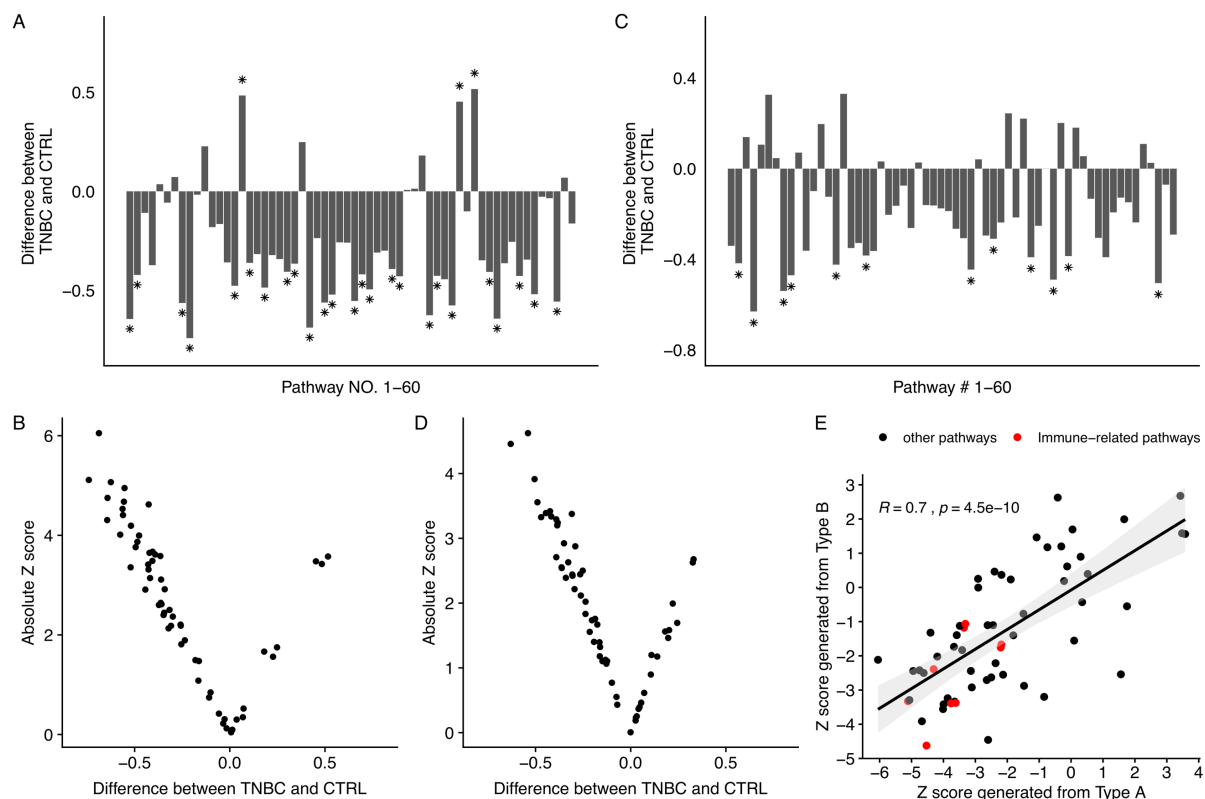 A
Difference between
TNBC and CTRL
0.5
0.0
−0.5
Pathway NO. 1−60
C
Difference between
TNBC and CTRL
0.4
0.0
−0.4
−0.8
Pathway # 1−60
B
Absolute Z score
6
4
2
0
−0.5
0.0
0.5
Difference between TNBC and CTRL
D
Absolute Z score
4
3
2
1
0
−0.5
0.0
0.5
Difference between TNBC and CTRL
E
other pathways
Immune−related pathways
R = 0.7 , p = 4.5e−10
Z score generated from Type B
3
2
1
0
−1
−2
−3
−4
−5
−6 −5 −4 −3 −2 −1 0 1 2 3 4
Z score generated from Type A